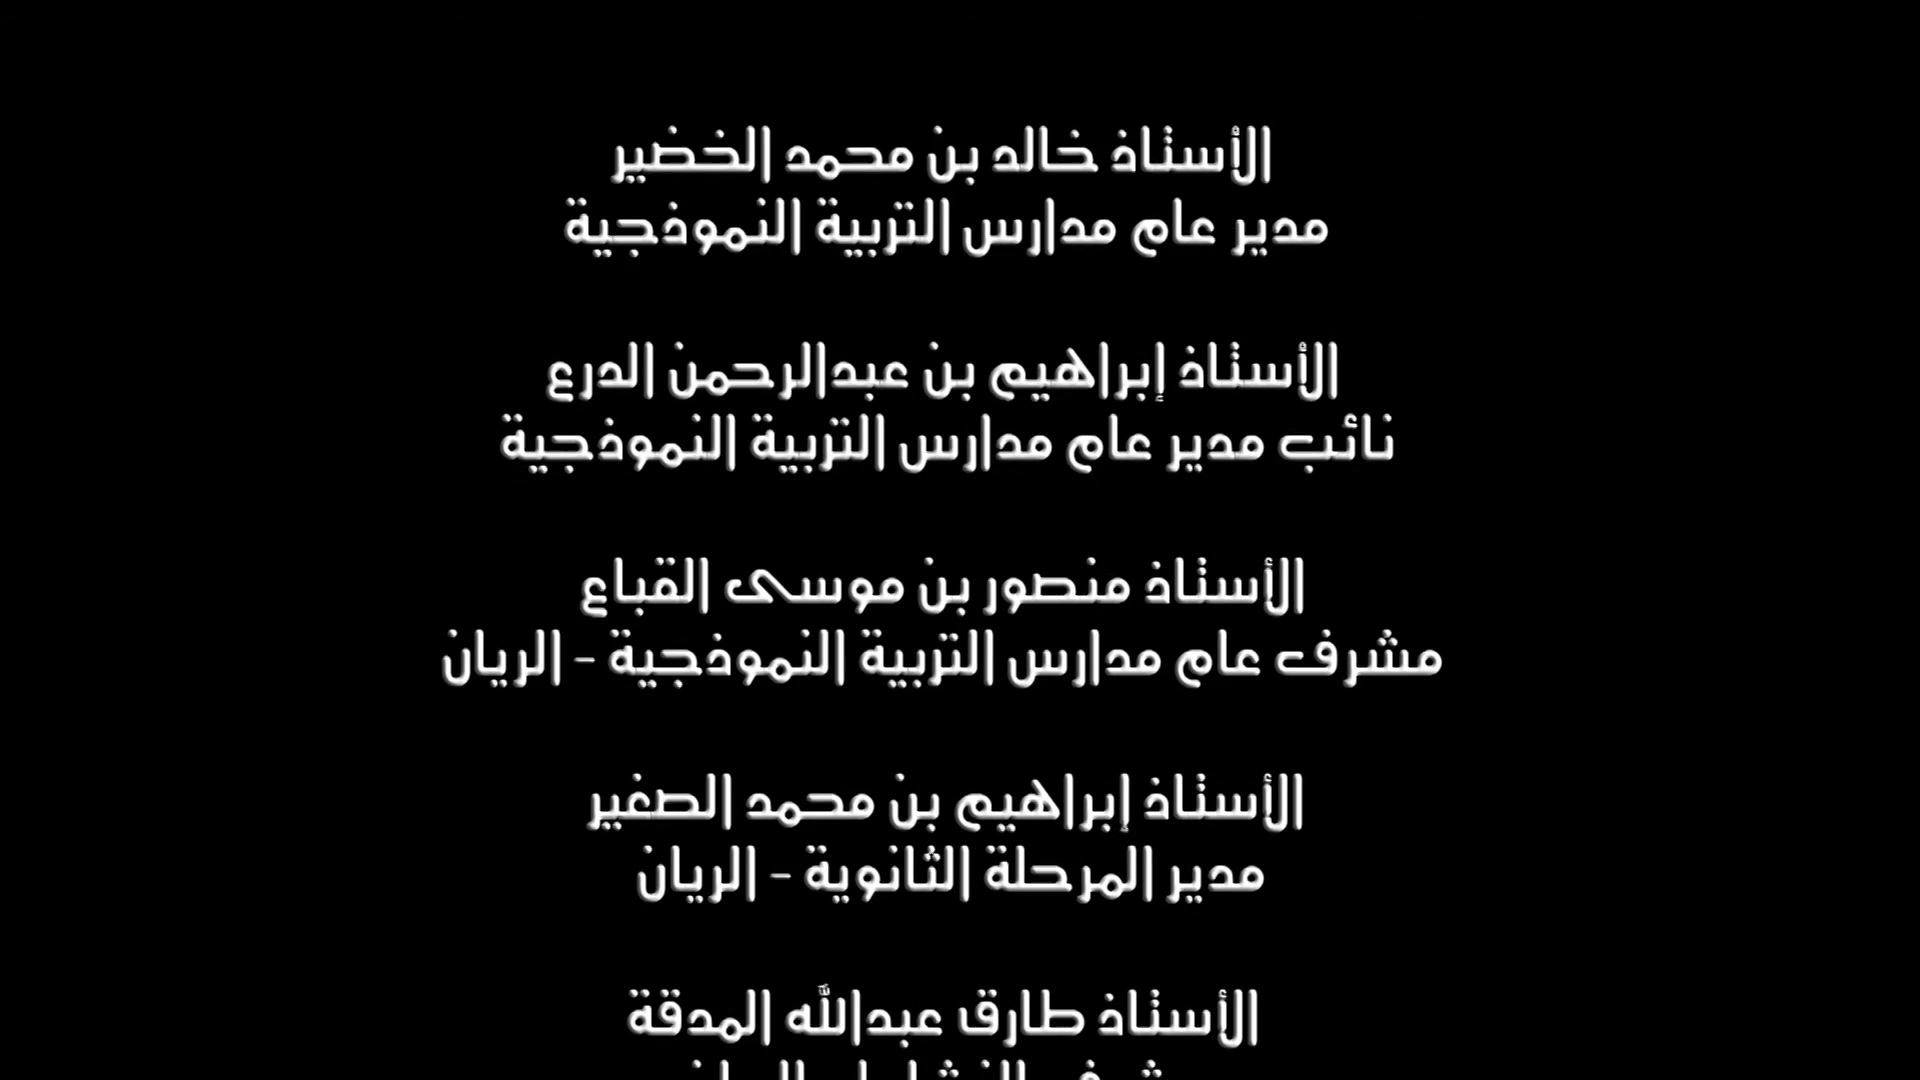 الأستاذ خالد بن محمد الخضير
مدير عام مدارس التربية النموذجية
الأستاذ إبراهيم بن عبدالرحمن الدرع
نائب مدير عام مدارس التربية النموذجية
الأستاذ منصور بن موسى القباع
مشرف عام مدارس التربية النموذجية - الريان
الأستاذ إبراهيم بن محمد الصغير
مدير المرحلة الثانوية - الريان
الأستاذ طارق عبدالله المدقة